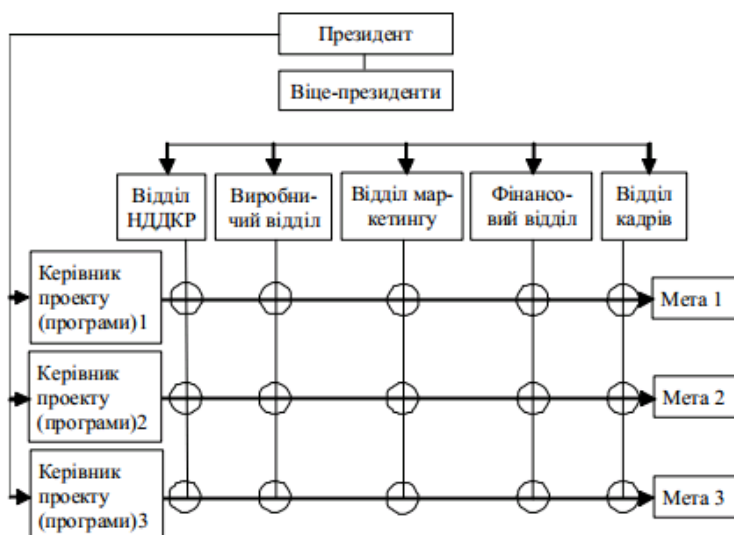 Президент
Віце-президенти
Відділ
НДДКР
Виробни-
чий відділ
Відділ мар-
кетингу
Фінансо-
вий відділ
Відділ
кадрів
Керівник
проекту
(програми)1
Мета 1
Керівник
проекту
(програми)2
Мета 2
Керівник
проекту
(програми)3
Мета 3